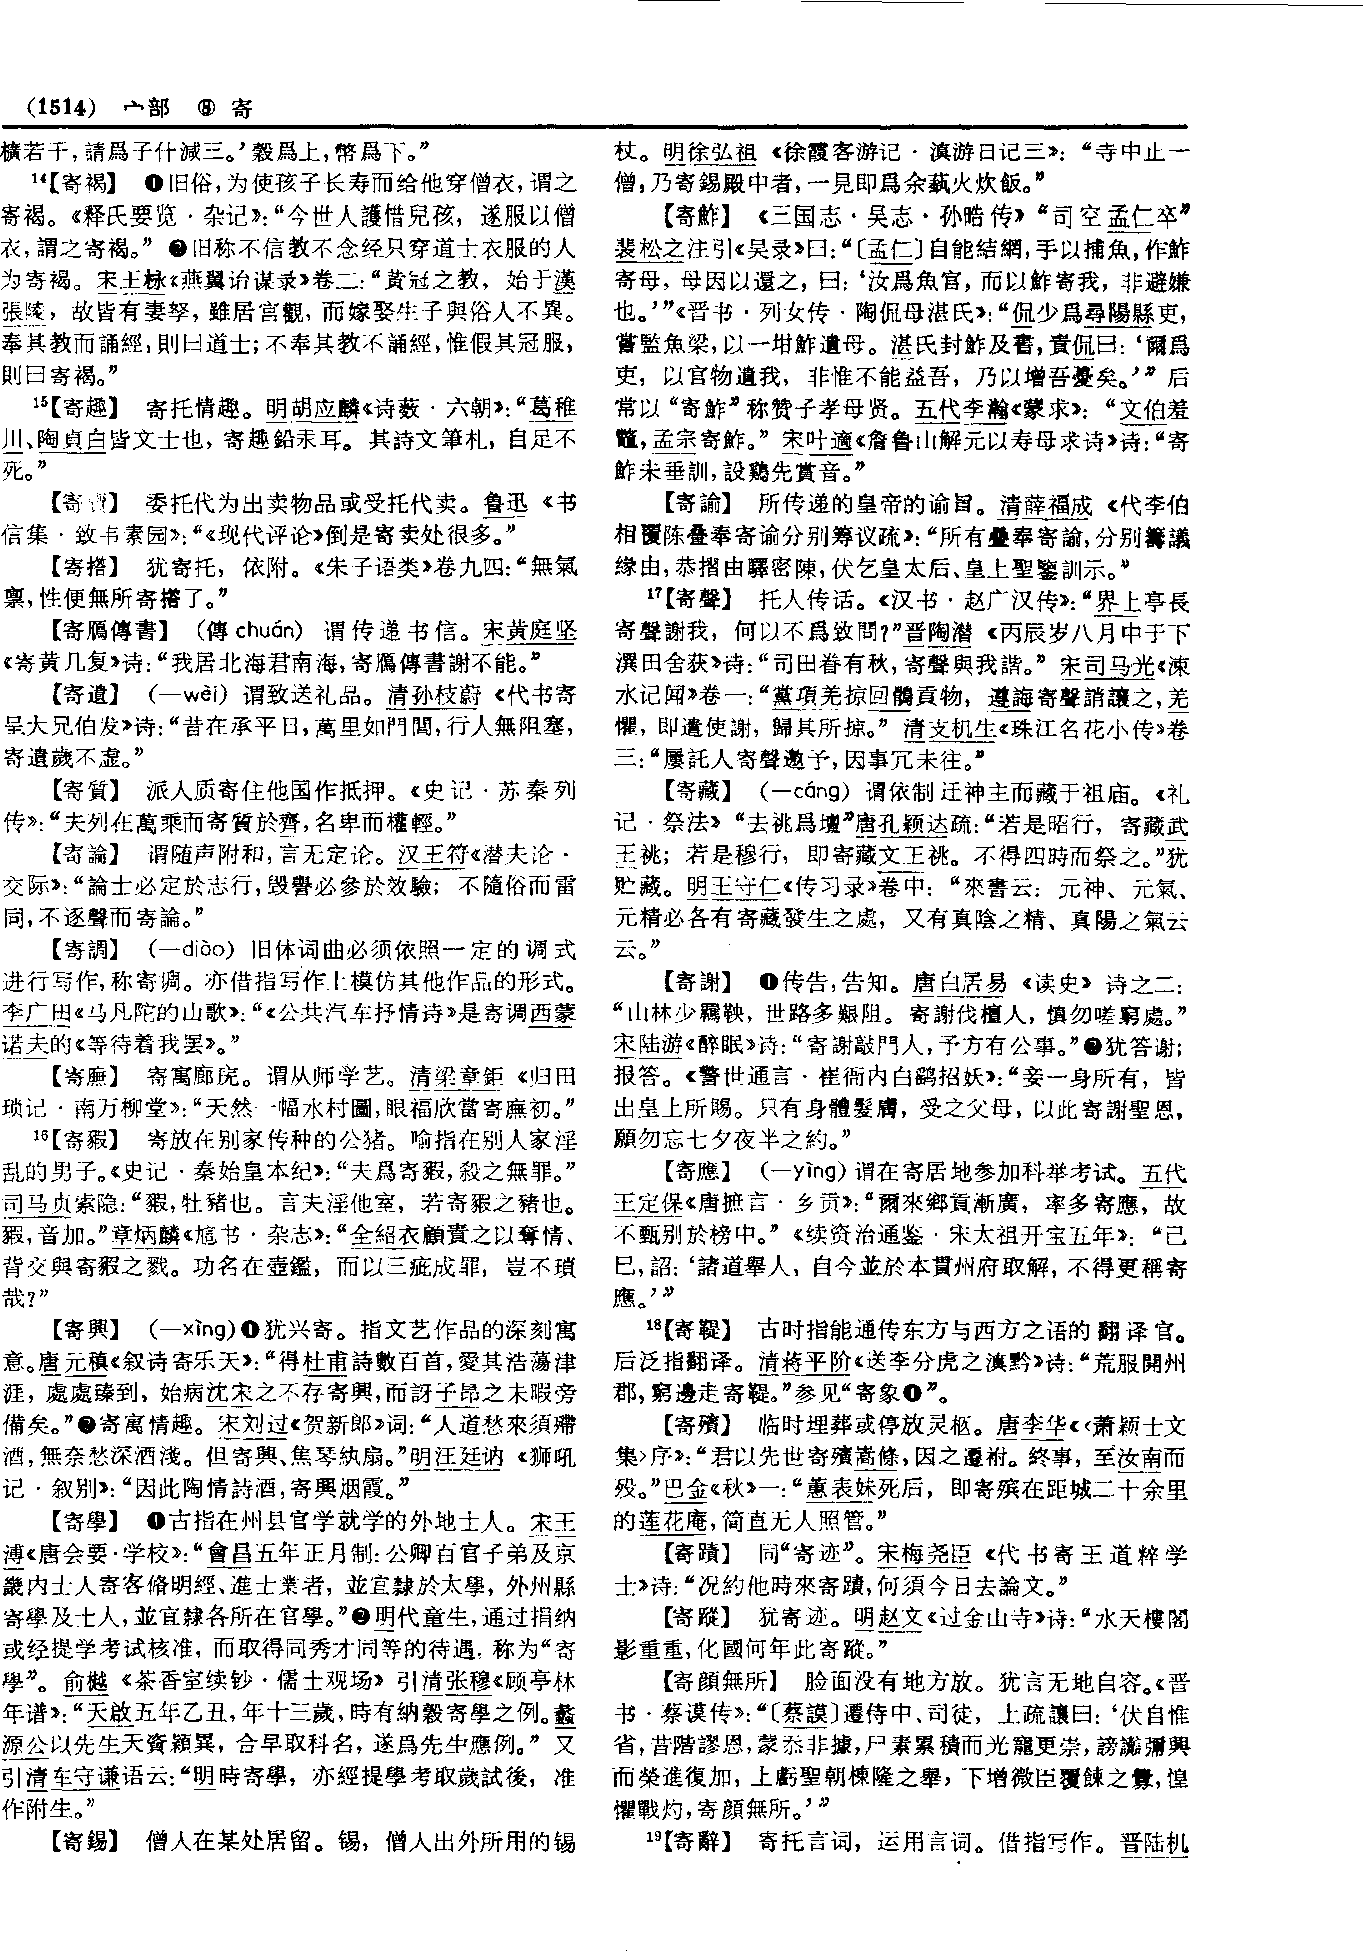 (1514) 宀部 ⑧ 寄
橫若干,請爲子什減三。’穀爲上,幣爲下。”
¹⁴【寄褐】 ❶旧俗,为使孩子长寿而给他穿僧衣,谓之
寄褐。《释氏要览·杂记》:“今世人護惜兒孩，遂服以僧
衣,謂之寄褐。” ❷旧称不信教不念经只穿道士衣服的人
为寄褐。宋王栐《燕翼诒谋录》卷二:“黄冠之教，始于漢
張陵，故皆有妻孥，雖居宮觀，而嫁娶生子與俗人不異。
奉其教而誦經,則曰道士;不奉其教不誦經,惟假其冠服，
則曰寄褐。”
¹⁵【寄趣】 寄托情趣。明胡应麟《诗薮·六朝》:“葛稚
川、陶貞白皆文士也，寄趣鉛汞耳。其詩文筆札，自足不
死。”
【寄賣】 委托代为出卖物品或受托代卖。鲁迅《书
信集·致韦素园》:“《现代评论》倒是寄卖处很多。”
【寄搭】 犹寄托，依附。《朱子语类》卷九四:“無氣
禀,性便無所寄搭了。”
【寄鴈傳書】 (傳 chuán) 谓传递书信。宋黄庭坚
《寄黄几复》诗:“我居北海君南海,寄鴈傳書謝不能。”
【寄遺】 (—wèi) 谓致送礼品。清孙枝蔚《代书寄
呈大兄伯发》诗:“昔在承平日,萬里如門閭,行人無阻塞，
寄遺歲不虚。”
【寄質】 派人质寄住他国作抵押。《史记·苏秦列
传》:“夫列在萬乘而寄質於齊,名卑而權輕。”
【寄論】 谓随声附和,言无定论。汉王符《潜夫论·
交际》:“論士必定於志行,毁譽必參於效驗；不隨俗而雷
同,不逐聲而寄論。”
【寄調】 (—diào) 旧体词曲必须依照一定的调式
进行写作,称寄调。亦借指写作上模仿其他作品的形式。
李广田《马凡陀的山歌》:“《公共汽车抒情诗》是寄调西蒙
诺夫的《等待着我罢》。”
【寄廡】 寄寓廊庑。谓从师学艺。清梁章鉅《归田
琐记·南万柳堂》:“天然一幅水村圖,眼福欣當寄廡初。”
¹⁶【寄豭】 寄放在别家传种的公猪。喻指在别人家淫
乱的男子。《史记·秦始皇本纪》:“夫爲寄豭,殺之無罪。”
司马贞索隐:“豭,牡豬也。言夫淫他室，若寄豭之豬也。
豭,音加。”章炳麟《訄书·杂志》:“全紹衣顧責之以奪情、
背交與寄豭之戮。功名在壺鑑，而以三疵成罪，豈不瑣
哉?”
【寄興】 (—xìng) ❶犹兴寄。指文艺作品的深刻寓
意。唐元稹《叙诗寄乐天》:“得杜甫詩數百首,愛其浩蕩津
涯，處處臻到，始病沈宋之不存寄興,而訝子昂之未暇旁
備矣。”❷寄寓情趣。宋刘过《贺新郎》词:“人道愁來須殢
酒,無奈愁深酒淺。但寄興、焦琴紈扇。”明汪廷讷《狮吼
记·叙别》:“因此陶情詩酒,寄興烟霞。”
【寄學】 ❶古指在州县官学就学的外地士人。宋王
溥《唐会要·学校》:“會昌五年正月制:公卿百官子弟及京
畿内士人寄客脩明經、進士業者，並宜隸於太學，外州縣
寄學及士人,並宜隸各所在官學。”❷明代童生,通过捐纳
或经提学考试核准，而取得同秀才同等的待遇,称为“寄
學”。俞樾《茶香室续钞·儒士观场》引清张穆《顾亭林
年谱》:“天啟五年乙丑,年十三歲,時有納穀寄學之例。蠡
源公以先生天資穎異，合早取科名，遂爲先生應例。” 又
引清车守谦语云:“明時寄學，亦經提學考取歲試後，准
作附生。”
【寄錫】 僧人在某处居留。锡，僧人出外所用的锡
杖。明徐弘祖《徐霞客游记·滇游日记三》:“寺中止一
僧,乃寄錫殿中者,一見即爲余爇火炊飯。”
【寄鮓】 《三国志·吴志·孙晧传》“司空孟仁卒”
裴松之注引《吴录》曰:“〔孟仁〕自能結網,手以捕魚,作鮓
寄母，母因以還之，曰:‘汝爲魚官，而以鮓寄我，非避嫌
也。’”《晋书·列女传·陶侃母湛氏》:“侃少爲尋陽縣吏，
嘗監魚梁,以一坩鮓遺母。湛氏封鮓及書,責侃曰:‘爾爲
吏，以官物遺我，非惟不能益吾，乃以增吾憂矣。’” 后
常以“寄鮓”称赞子孝母贤。五代李瀚《蒙求》:“文伯羞
鼈,孟宗寄鮓。” 宋叶適《詹鲁山解元以寿母求诗》诗:“寄
鮓未垂訓,設鷄先賞音。”
【寄諭】 所传递的皇帝的谕旨。清薛福成《代李伯
相覆陈叠奉寄谕分别筹议疏》:“所有疊奉寄諭,分别籌議
缘由,恭摺由驛密陳,伏乞皇太后、皇上聖鑒訓示。”
¹⁷【寄聲】 托人传话。《汉书·赵广汉传》:“界上亭長
寄聲謝我，何以不爲致問?”晋陶潜《丙辰岁八月中于下
潠田舍获》诗:“司田眷有秋,寄聲與我諧。” 宋司马光《涑
水记闻》卷一:“黨項羌掠回鶻貢物，遵誨寄聲誚讓之,羌
懼，即遣使謝，歸其所掠。” 清支机生《珠江名花小传》卷
三:“屢託人寄聲邀予,因事冗未往。”
【寄藏】 (—cáng) 谓依制迁神主而藏于祖庙。《礼
记·祭法》“去祧爲壇”唐孔颖达疏:“若是昭行，寄藏武
王祧；若是穆行，即寄藏文王祧。不得四時而祭之。”犹
贮藏。明王守仁《传习录》卷中:“來書云：元神、元氣、
元精必各有寄藏發生之處，又有真陰之精、真陽之氣云
云。”
【寄謝】 ❶传告,告知。唐白居易《读史》诗之二:
“山林少羈鞅，世路多艱阻。寄謝伐檀人，慎勿嗟窮處。”
宋陆游《醉眠》诗:“寄謝敲門人,予方有公事。”❷犹答谢;
报答。《警世通言·崔衙内白鹞招妖》:“妾一身所有，皆
出皇上所賜。只有身體髮膚，受之父母，以此寄謝聖恩，
願勿忘七夕夜半之約。”
【寄應】 (—yìng) 谓在寄居地参加科举考试。五代
王定保《唐摭言·乡贡》:“爾來鄉貢漸廣，率多寄應，故
不甄别於榜中。”《续资治通鉴·宋太祖开宝五年》:“己
巳,詔:‘諸道舉人，自今並於本貫州府取解，不得更稱寄
應。’”
¹⁸【寄鞮】 古时指能通传东方与西方之语的翻译官。
后泛指翻译。清蒋平阶《送李分虎之滇黔》诗:“荒服開州
郡,窮邊走寄鞮。”参见“寄象❶”。
【寄殯】 临时埋葬或停放灵柩。唐李华《〈萧颖士文
集〉序》:“君以先世寄殯嵩條,因之遷祔。終事，至汝南而
殁。”巴金《秋》一:“蕙表妹死后，即寄殡在距城二十余里
的莲花庵,简直无人照管。”
【寄蹟】 同“寄迹”。宋梅尧臣《代书寄王道粹学
士》诗:“况約他時來寄蹟,何須今日去論文。”
【寄蹤】 犹寄迹。明赵文《过金山寺》诗:“水天樓閣
影重重,化國何年此寄蹤。”
【寄顔無所】 脸面没有地方放。犹言无地自容。《晋
书·蔡谟传》:“〔蔡謨〕遷侍中、司徒，上疏讓曰:‘伏自惟
省,昔階謬恩,蒙忝非據,尸素累積而光寵更崇,謗讟彌興
而榮進復加，上虧聖朝棟隆之舉，下增微臣覆餗之釁,惶
懼戰灼,寄顔無所。’”
¹⁹【寄辭】 寄托言词，运用言词。借指写作。晋陆机